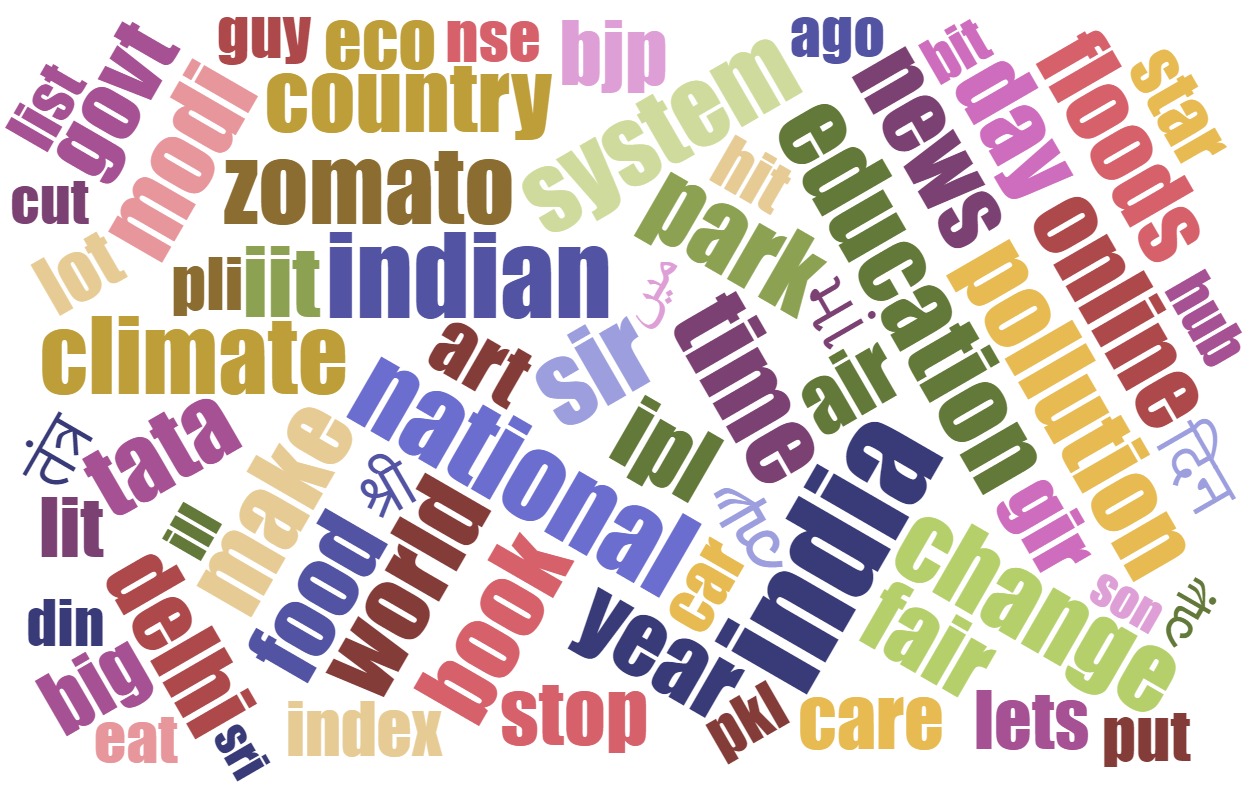 guy
eco
nse
bjp
ago
list
govt
modi
country
system
news
bit
day
floods
star
cut
zomato
hit
education
lot
pli
iit
indian
park
online
hub
climate
art
sir
time
air
pollution
tata
make
national
ipl
श्री
दिन
lit
ill
food
world
india
gir
din
delhi
book
car
year
change
fair
son
big
eat
sri
index
stop
pkl
care
lets
put